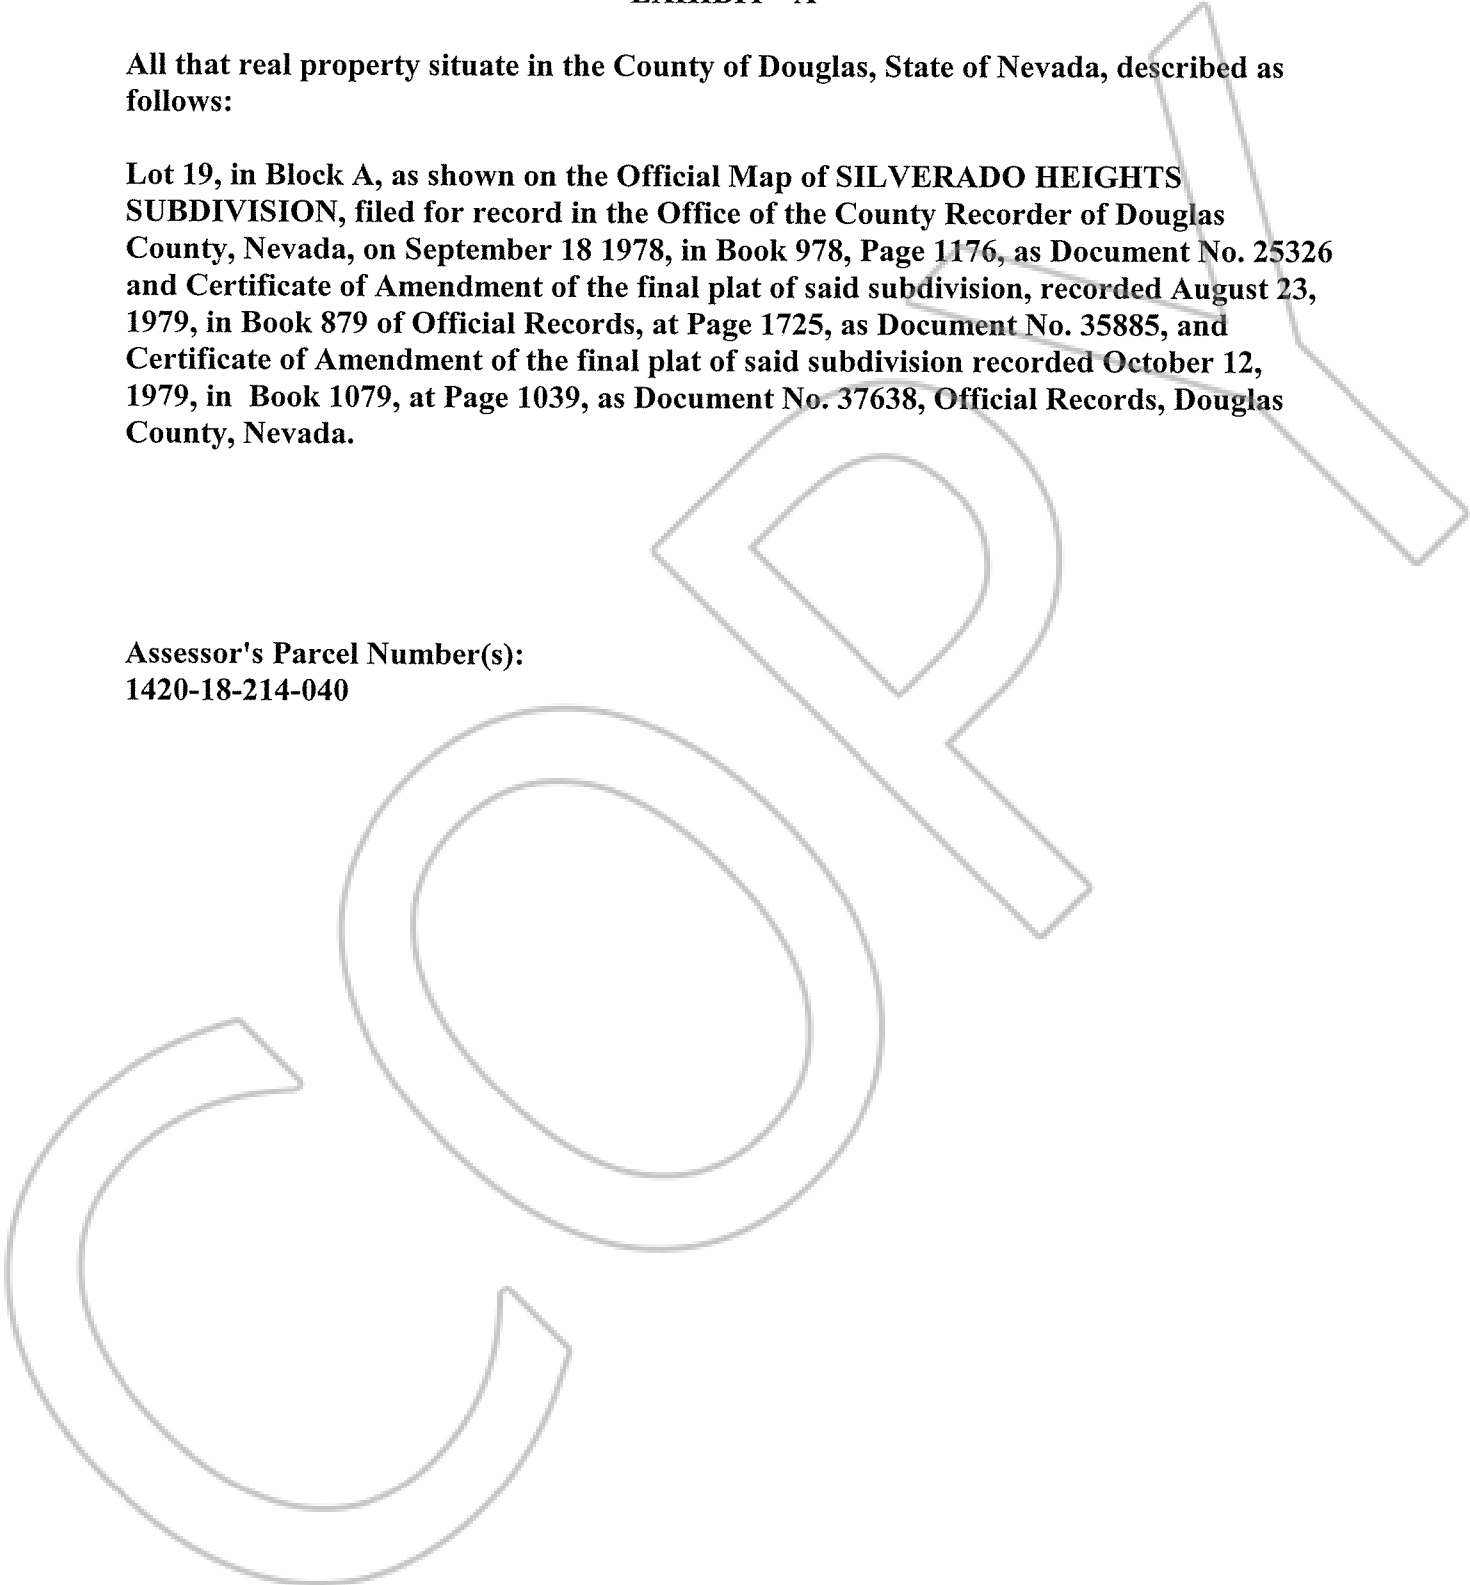 EXHIBIT "A"
All that real property situate in the County of Douglas, State of Nevada, described as
follows:
Lot 19, in Block A, as shown on the Official Map of SILVERADO HEIGHTS
SUBDIVISION, filed for record in the Office of the County Recorder of Douglas
County, Nevada, on September 18 1978, in Book 978, Page 1176, as Document No. 25326
and Certificate of Amendment of the final plat of said subdivision, recorded August 23,
1979, in Book 879 of Official Records, at Page 1725, as Document No. 35885, and
Certificate of Amendment of the final plat of said subdivision recorded October 12,
1979, in  Book 1079, at Page 1039, as Document No. 37638, Official Records, Douglas
County, Nevada.
Assessor's Parcel Number(s):
1420-18-214-040
COPY